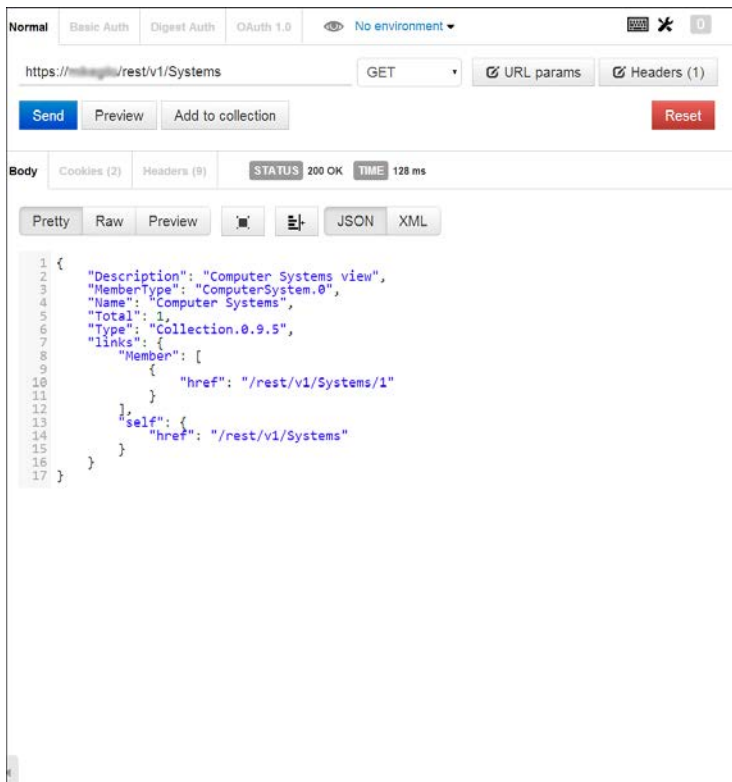 Normal Basic Auth Digest Auth OAuth 1.0 No environment 0
https:// /rest/v1/Systems GET URL params Headers (1)
Send Preview Add to collection Reset
Body Cookies (2) Headers (9) STATUS 200 OK TIME 128 ms
Pretty Raw Preview JSON XML
1 {
2 "Description": "Computer Systems view",
3 "MemberType": "ComputerSystem.0",
4 "Name": "Computer Systems",
5 "Total": 1,
6 "Type": "Collection.0.9.5",
7 "links": {
8 "Member": [
9 {
10 "href": "/rest/v1/Systems/1"
11 }
12 ],
13 "self": {
14 "href": "/rest/v1/Systems"
15 }
16 }
17 }